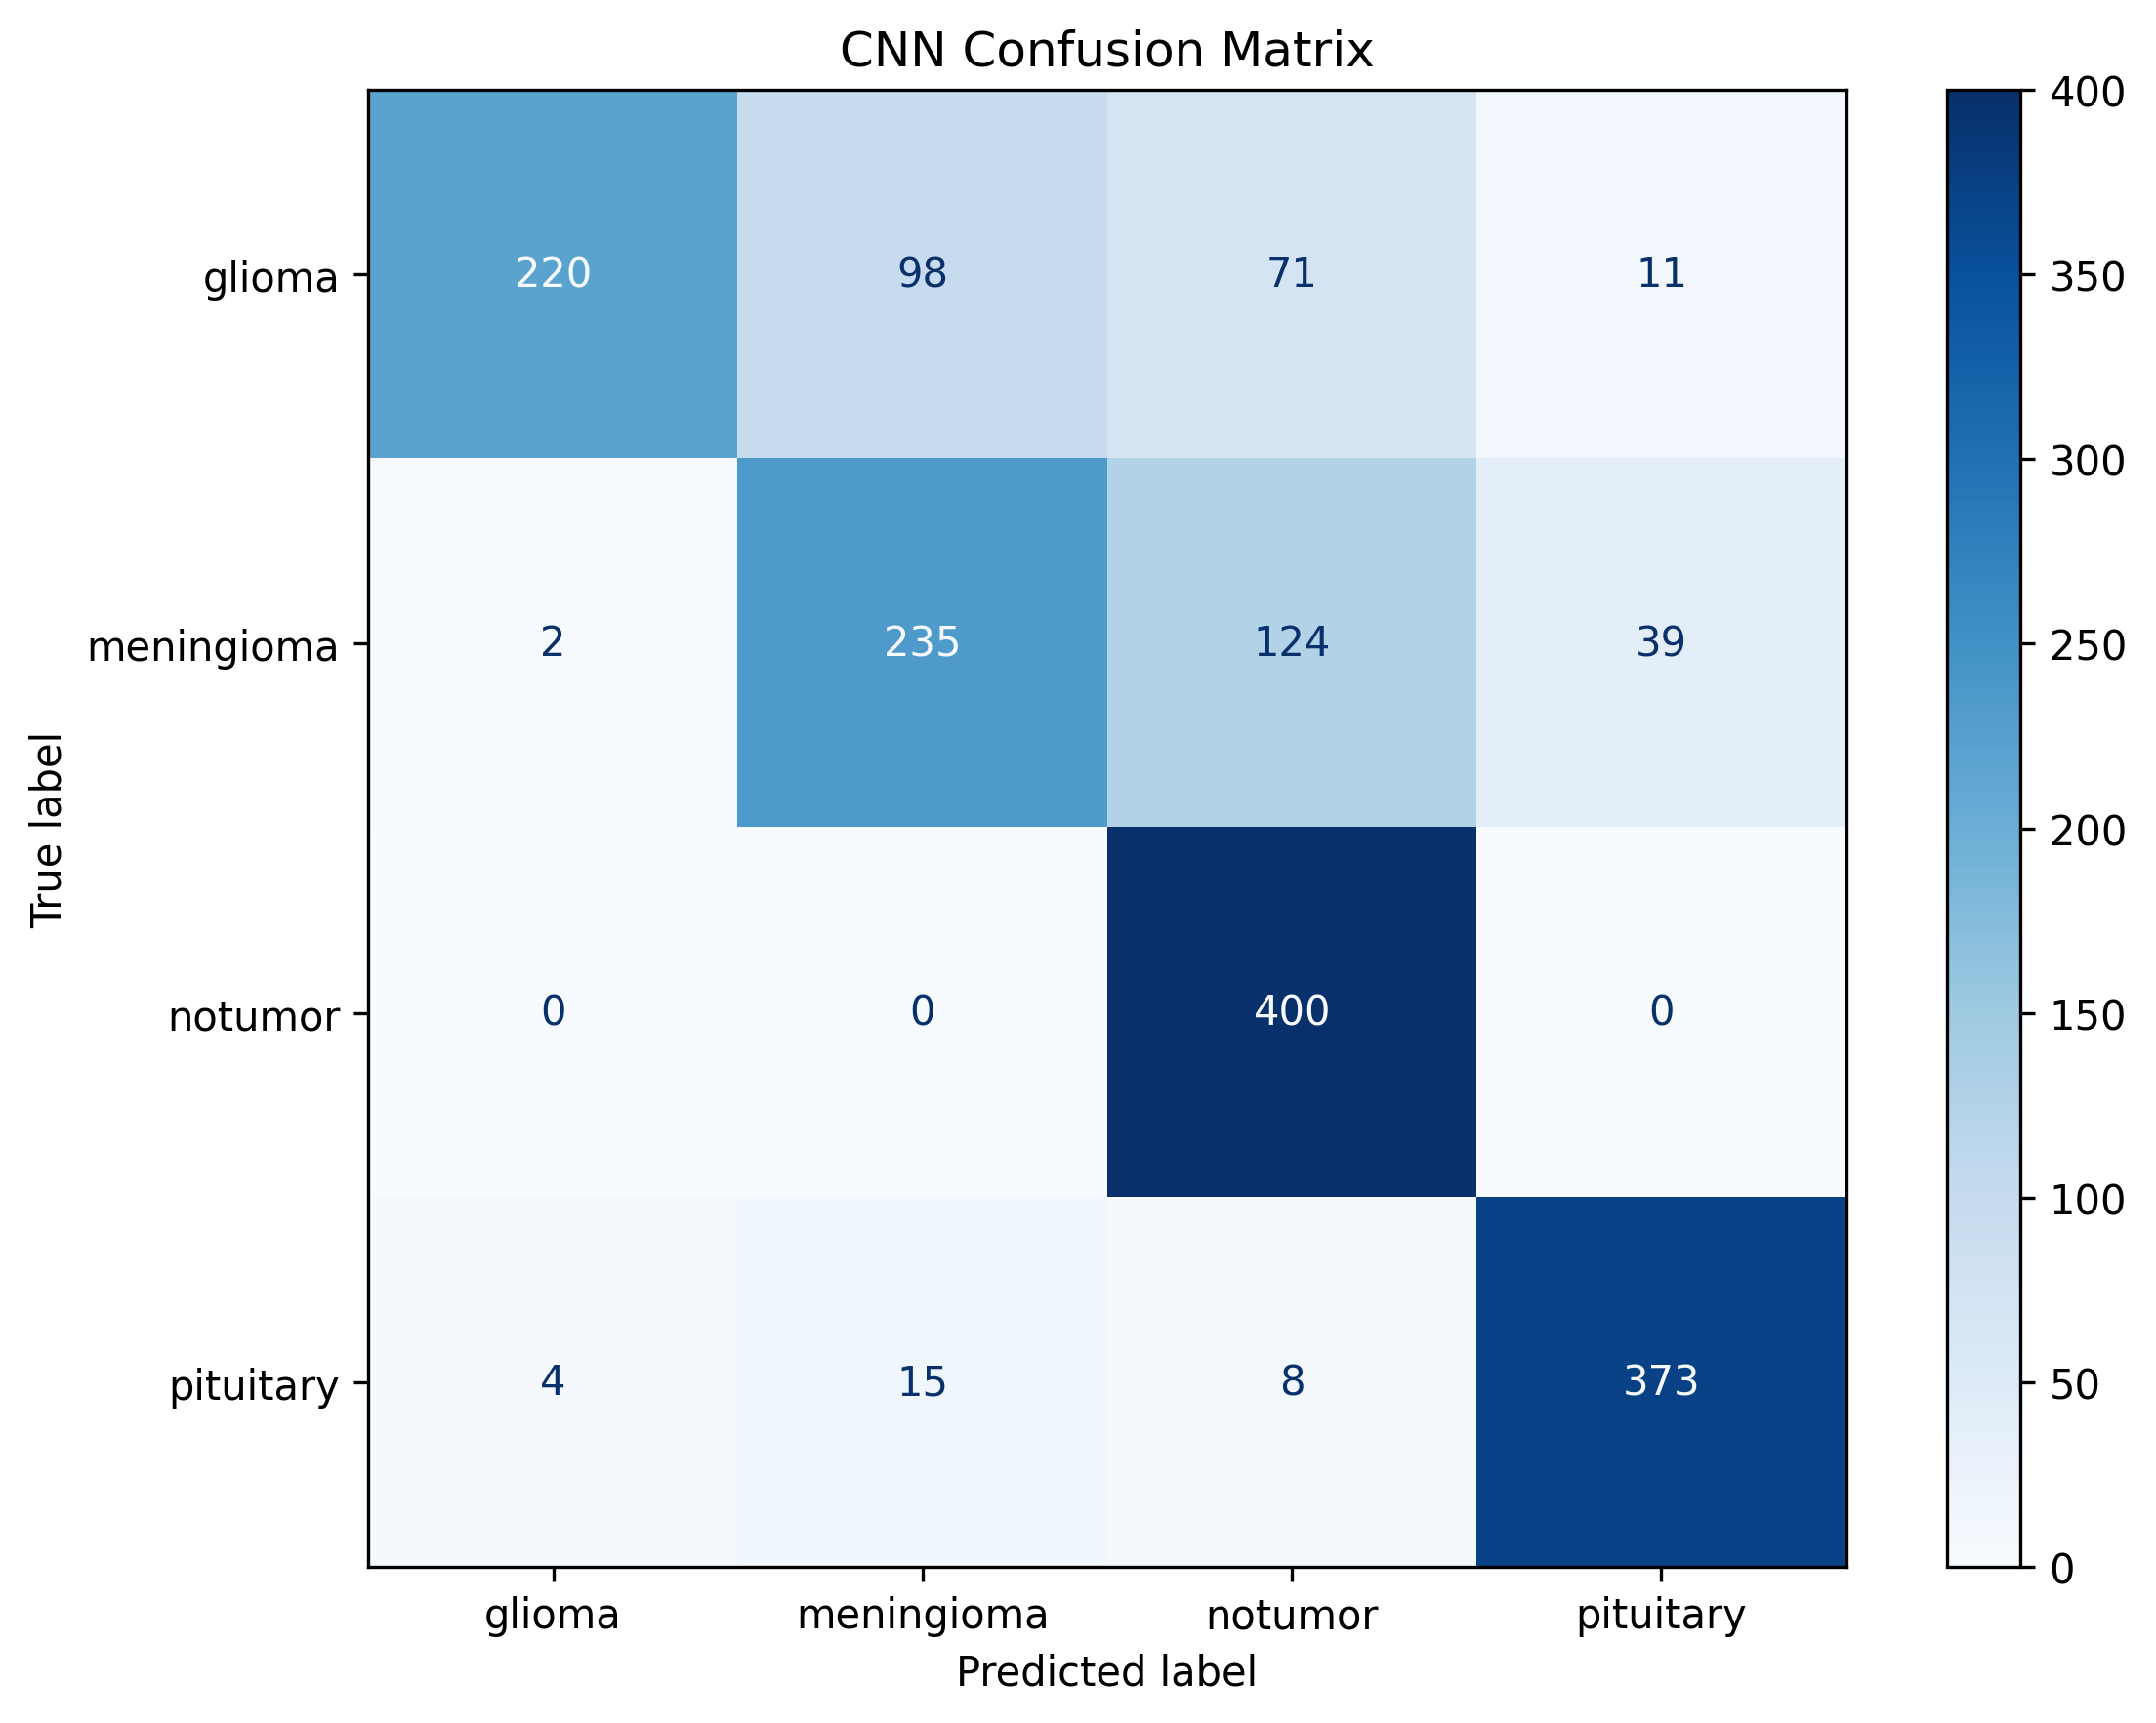 CNN Confusion Matrix
glioma 220 98 71 11
meningioma 2 235 124 39
notumor 0 0 400 0
pituitary 4 15 8 373
glioma meningioma notumor pituitary
Predicted label
True label
400
350
300
250
200
150
100
50
0